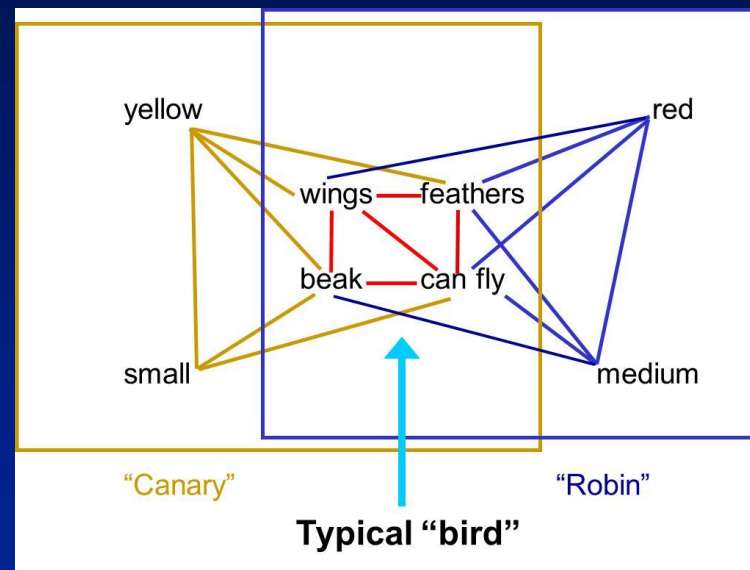 yellow
red
wings
feathers
beak
can fly
small
medium
“Canary”
“Robin”
Typical “bird”